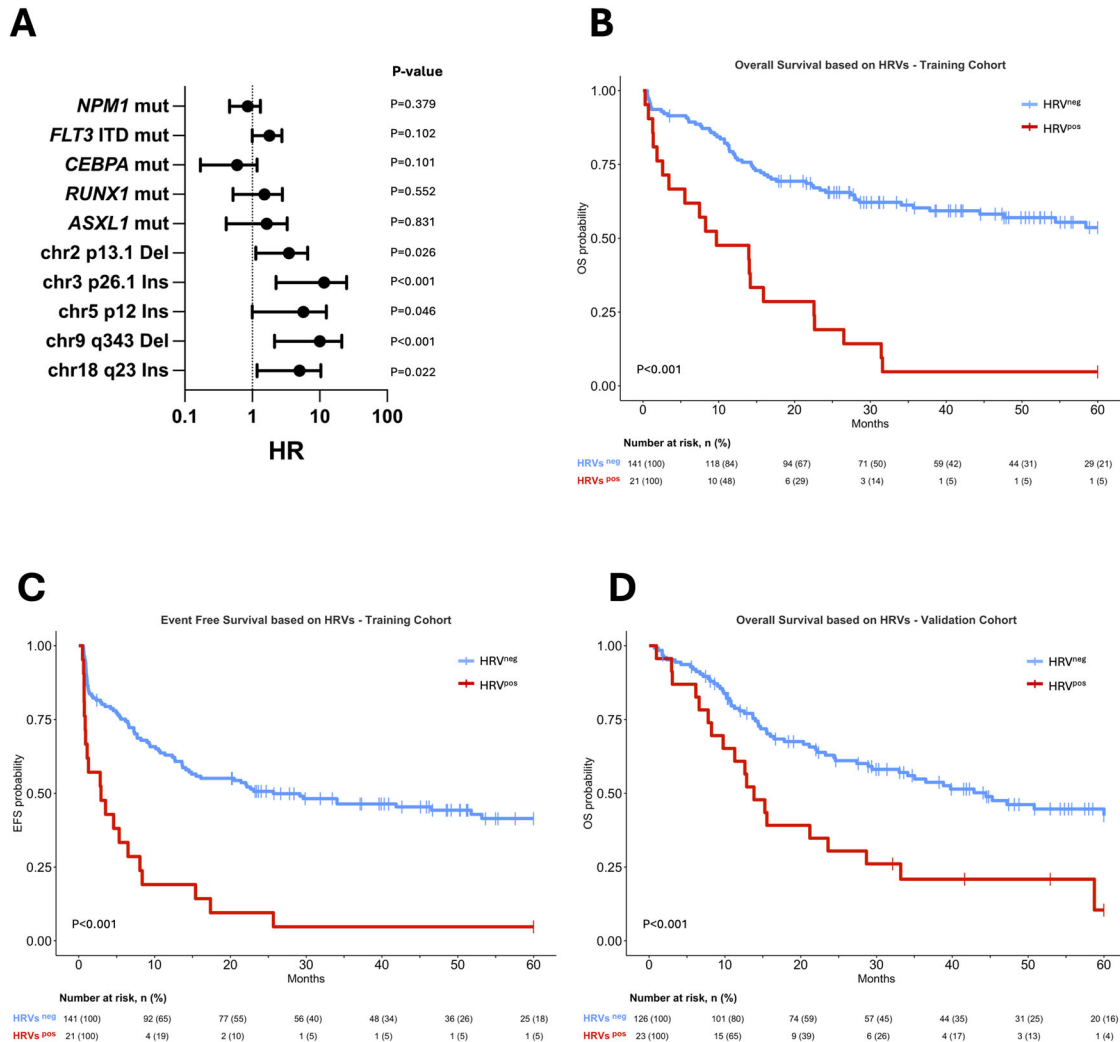 A
P-value
NPM1 mut P=0.379
FLT3 ITD mut P=0.102
CEBPA mut P=0.101
RUNX1 mut P=0.552
ASXL1 mut P=0.831
chr2 p13.1 Del P=0.026
chr3 p26.1 Ins P<0.001
chr5 p12 Ins P=0.046
chr9 q343 Del P<0.001
chr18 q23 Ins P=0.022
0.1 1 10 100
HR
B
Overall Survival based on HRVs - Training Cohort
HRVneg
HRVpos
1.00
0.75
0.50
0.25
0.00
OS probability
P<0.001
0 10 20 30 40 50 60
Months
Number at risk, n (%)
HRVs neg 141 (100) 118 (84) 94 (67) 71 (50) 59 (42) 44 (31) 29 (21)
HRVs pos 21 (100) 10 (48) 6 (29) 3 (14) 1 (5) 1 (5) 1 (5)
C
Event Free Survival based on HRVs - Training Cohort
HRVneg
HRVpos
1.00
0.75
0.50
0.25
0.00
EFS probability
P<0.001
0 10 20 30 40 50 60
Months
Number at risk, n (%)
HRVs neg 141 (100) 92 (65) 77 (55) 56 (40) 48 (34) 36 (26) 25 (18)
HRVs pos 21 (100) 4 (19) 2 (10) 1 (5) 1 (5) 1 (5) 1 (5)
D
Overall Survival based on HRVs - Validation Cohort
HRVneg
HRVpos
1.00
0.75
0.50
0.25
0.00
OS probability
P<0.001
0 10 20 30 40 50 60
Months
Number at risk, n (%)
HRVs neg 126 (100) 101 (80) 74 (59) 57 (45) 44 (35) 31 (25) 20 (16)
HRVs pos 23 (100) 15 (65) 9 (39) 6 (26) 4 (17) 3 (13) 1 (4)